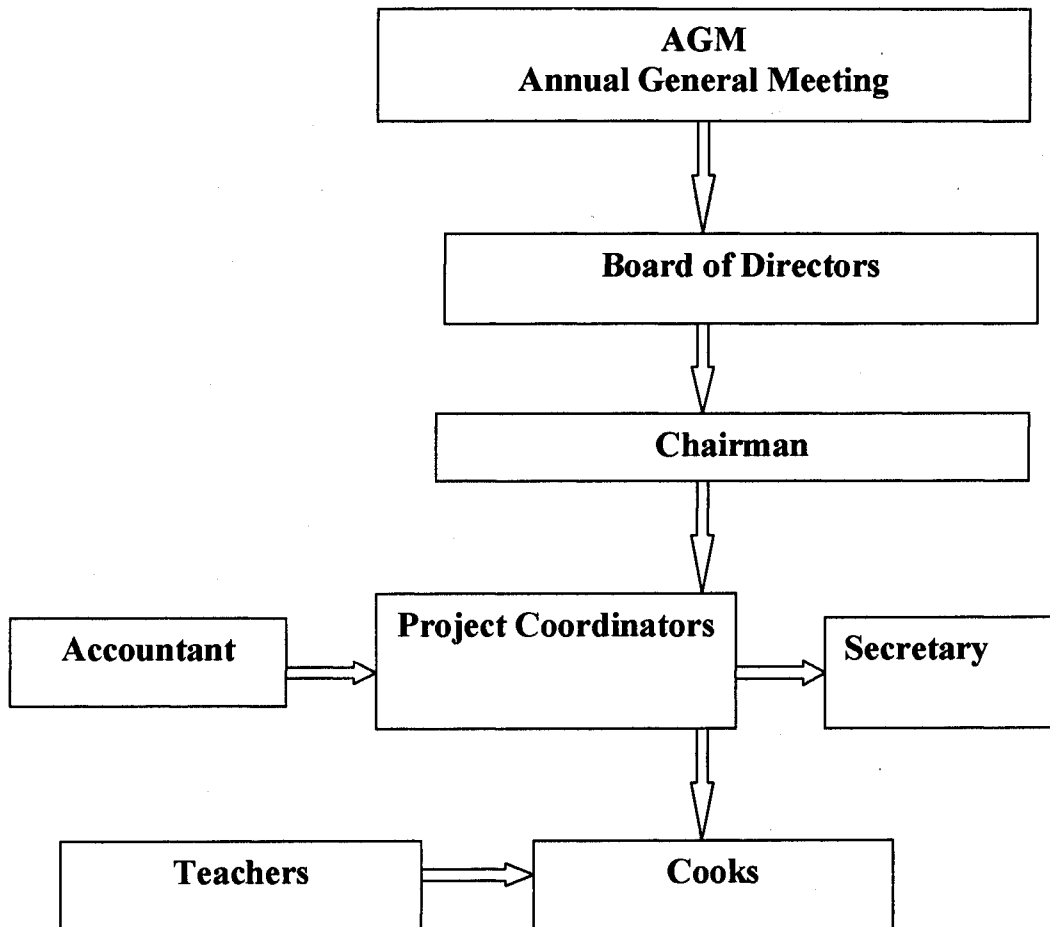 AGM
Annual General Meeting
Board of Directors
Chairman
Accountant
Project Coordinators
Secretary
Teachers
Cooks